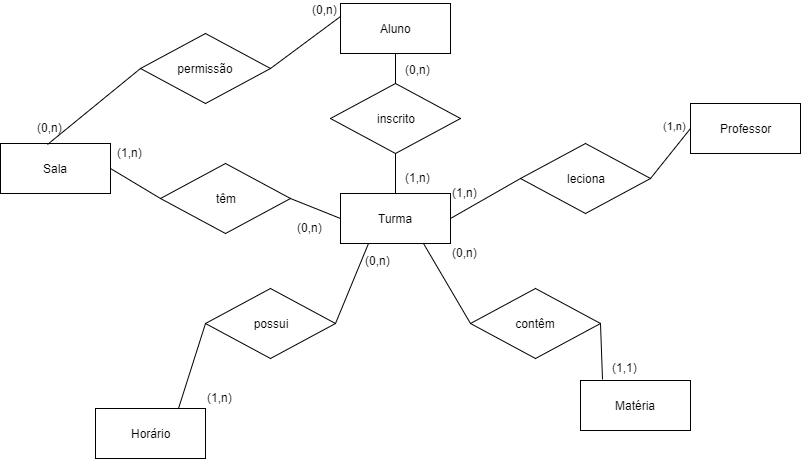 (0,n)
Aluno
permissão
(0,n)
inscrito
(0,n)
(1,n)
Professor
(1,n)
Sala
(1,n)
leciona
(1,n)
têm
Turma
(0,n)
(0,n)
(0,n)
possui
contêm
(1,1)
(1,n)
Matéria
Horário